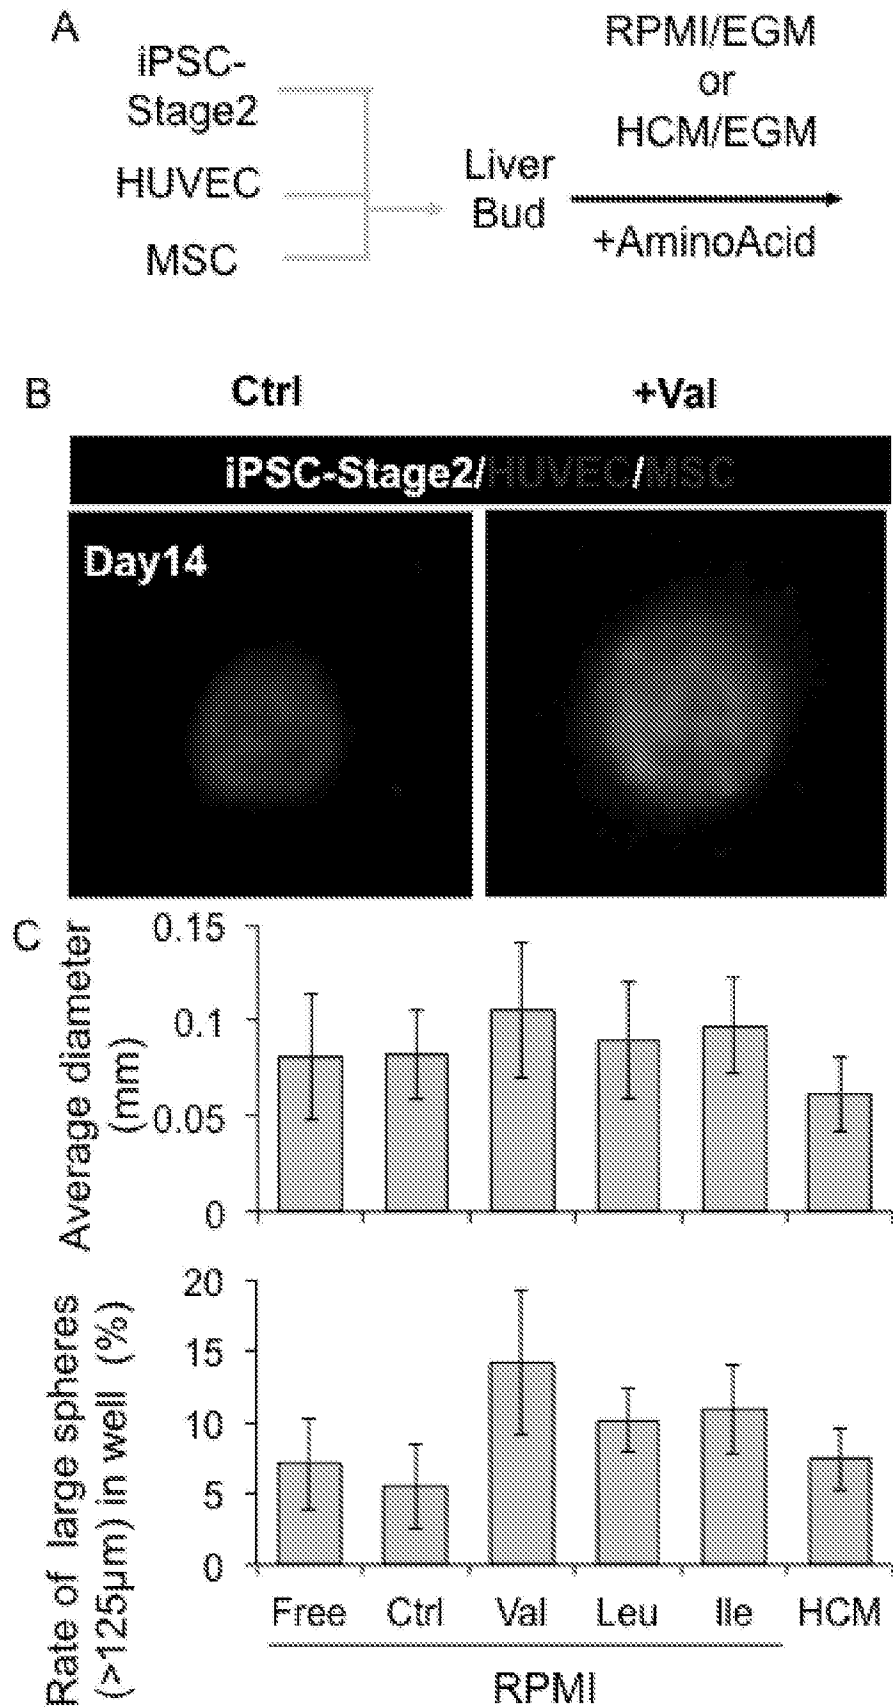 A
iPSC-
Stage2
HUVEC
MSC
Liver
Bud
RPMI/EGM
or
HCM/EGM
+AminoAcid
B
Ctrl
+Val
iPSC-Stage2/HUVEC/MSC
Day14
C
Average diameter
(mm)
0.15
0.1
0.05
0
Rate of large spheres
(>125μm) in well (%)
20
15
10
5
0
Free Ctrl Val Leu Ile HCM
RPMI